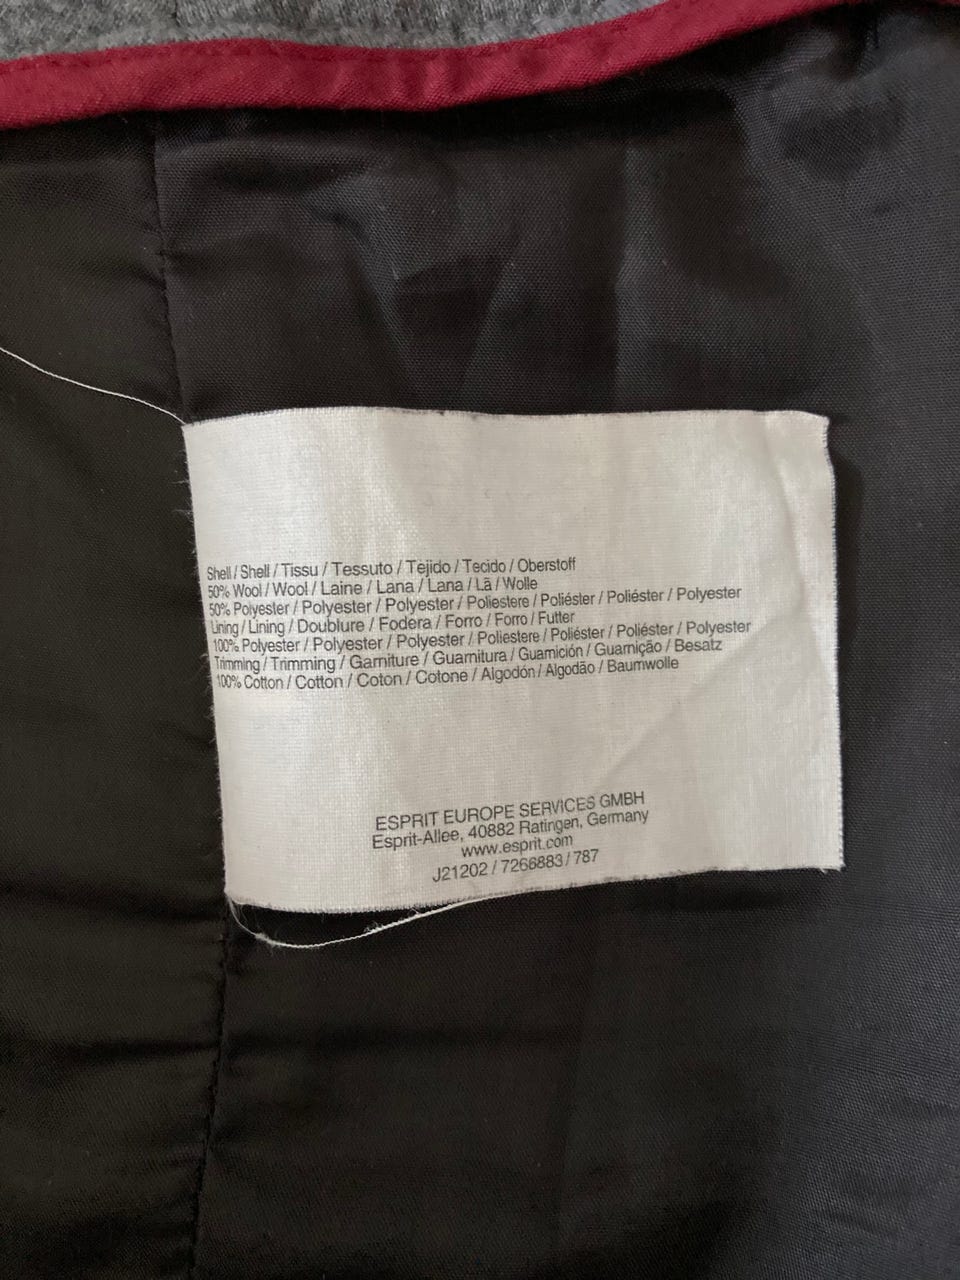 Shell / Shell / Tissu / Tessuto / Tejido / Tecido / Oberstoff
50% Wool / Wool / Laine / Lana / Lana / Lã / Wolle
50% Polyester / Polyester / Polyester / Poliestere / Poliéster / Poliéster / Polyester
Lining / Lining / Doublure / Fodera / Forro / Forro / Futter
100% Polyester / Polyester / Polyester / Poliestere / Poliéster / Poliéster / Polyester
Trimming / Trimming / Garniture / Guarnitura / Guarnición / Guarnição / Besatz
100% Cotton / Cotton / Coton / Cotone / Algodón / Algodão / Baumwolle
ESPRIT EUROPE SERVICES GMBH
Esprit-Allee, 40882 Ratingen, Germany
www.esprit.com
J21202 / 7266883 / 787